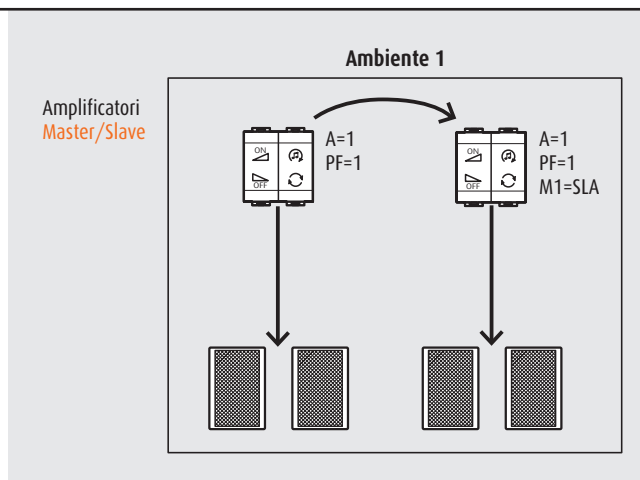 Ambiente 1
Amplificatori
Master/Slave
ON
OFF
A=1
PF=1
ON
OFF
A=1
PF=1
M1=SLA